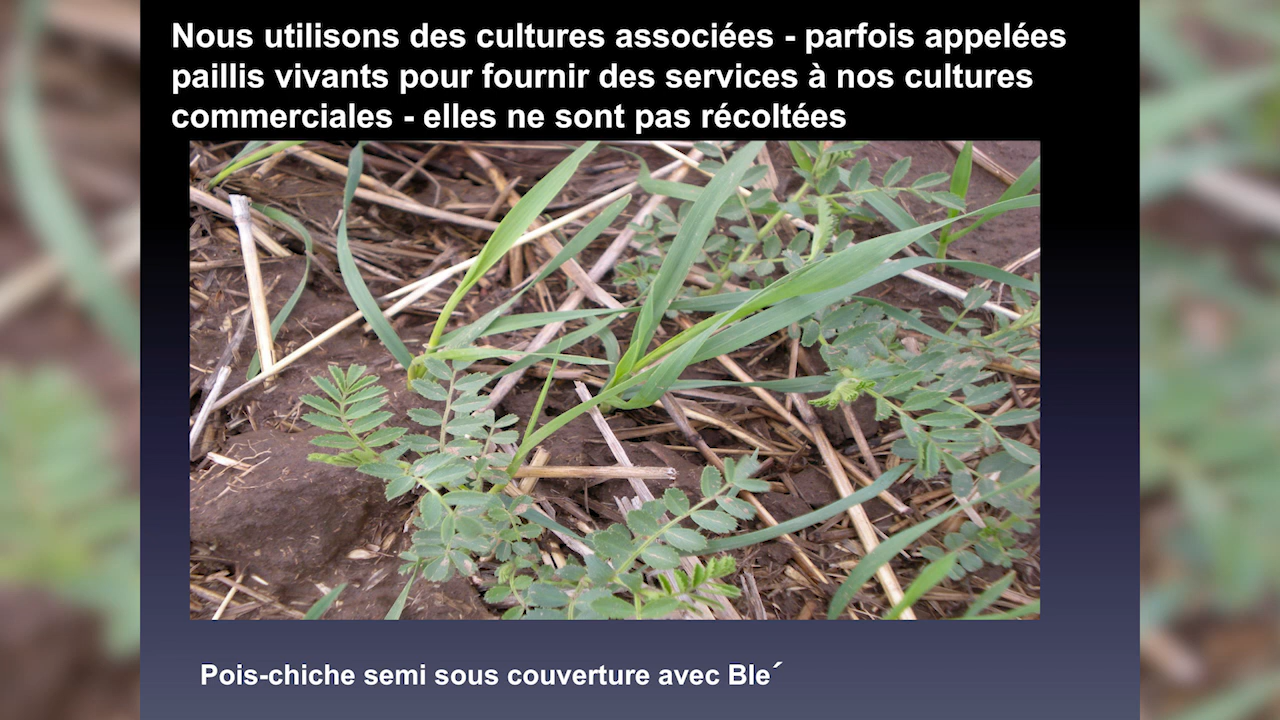 Nous utilisons des cultures associées - parfois appelées
paillis vivants pour fournir des services à nos cultures
commerciales - elles ne sont pas récoltées
Pois-chiche semi sous couverture avec Ble´